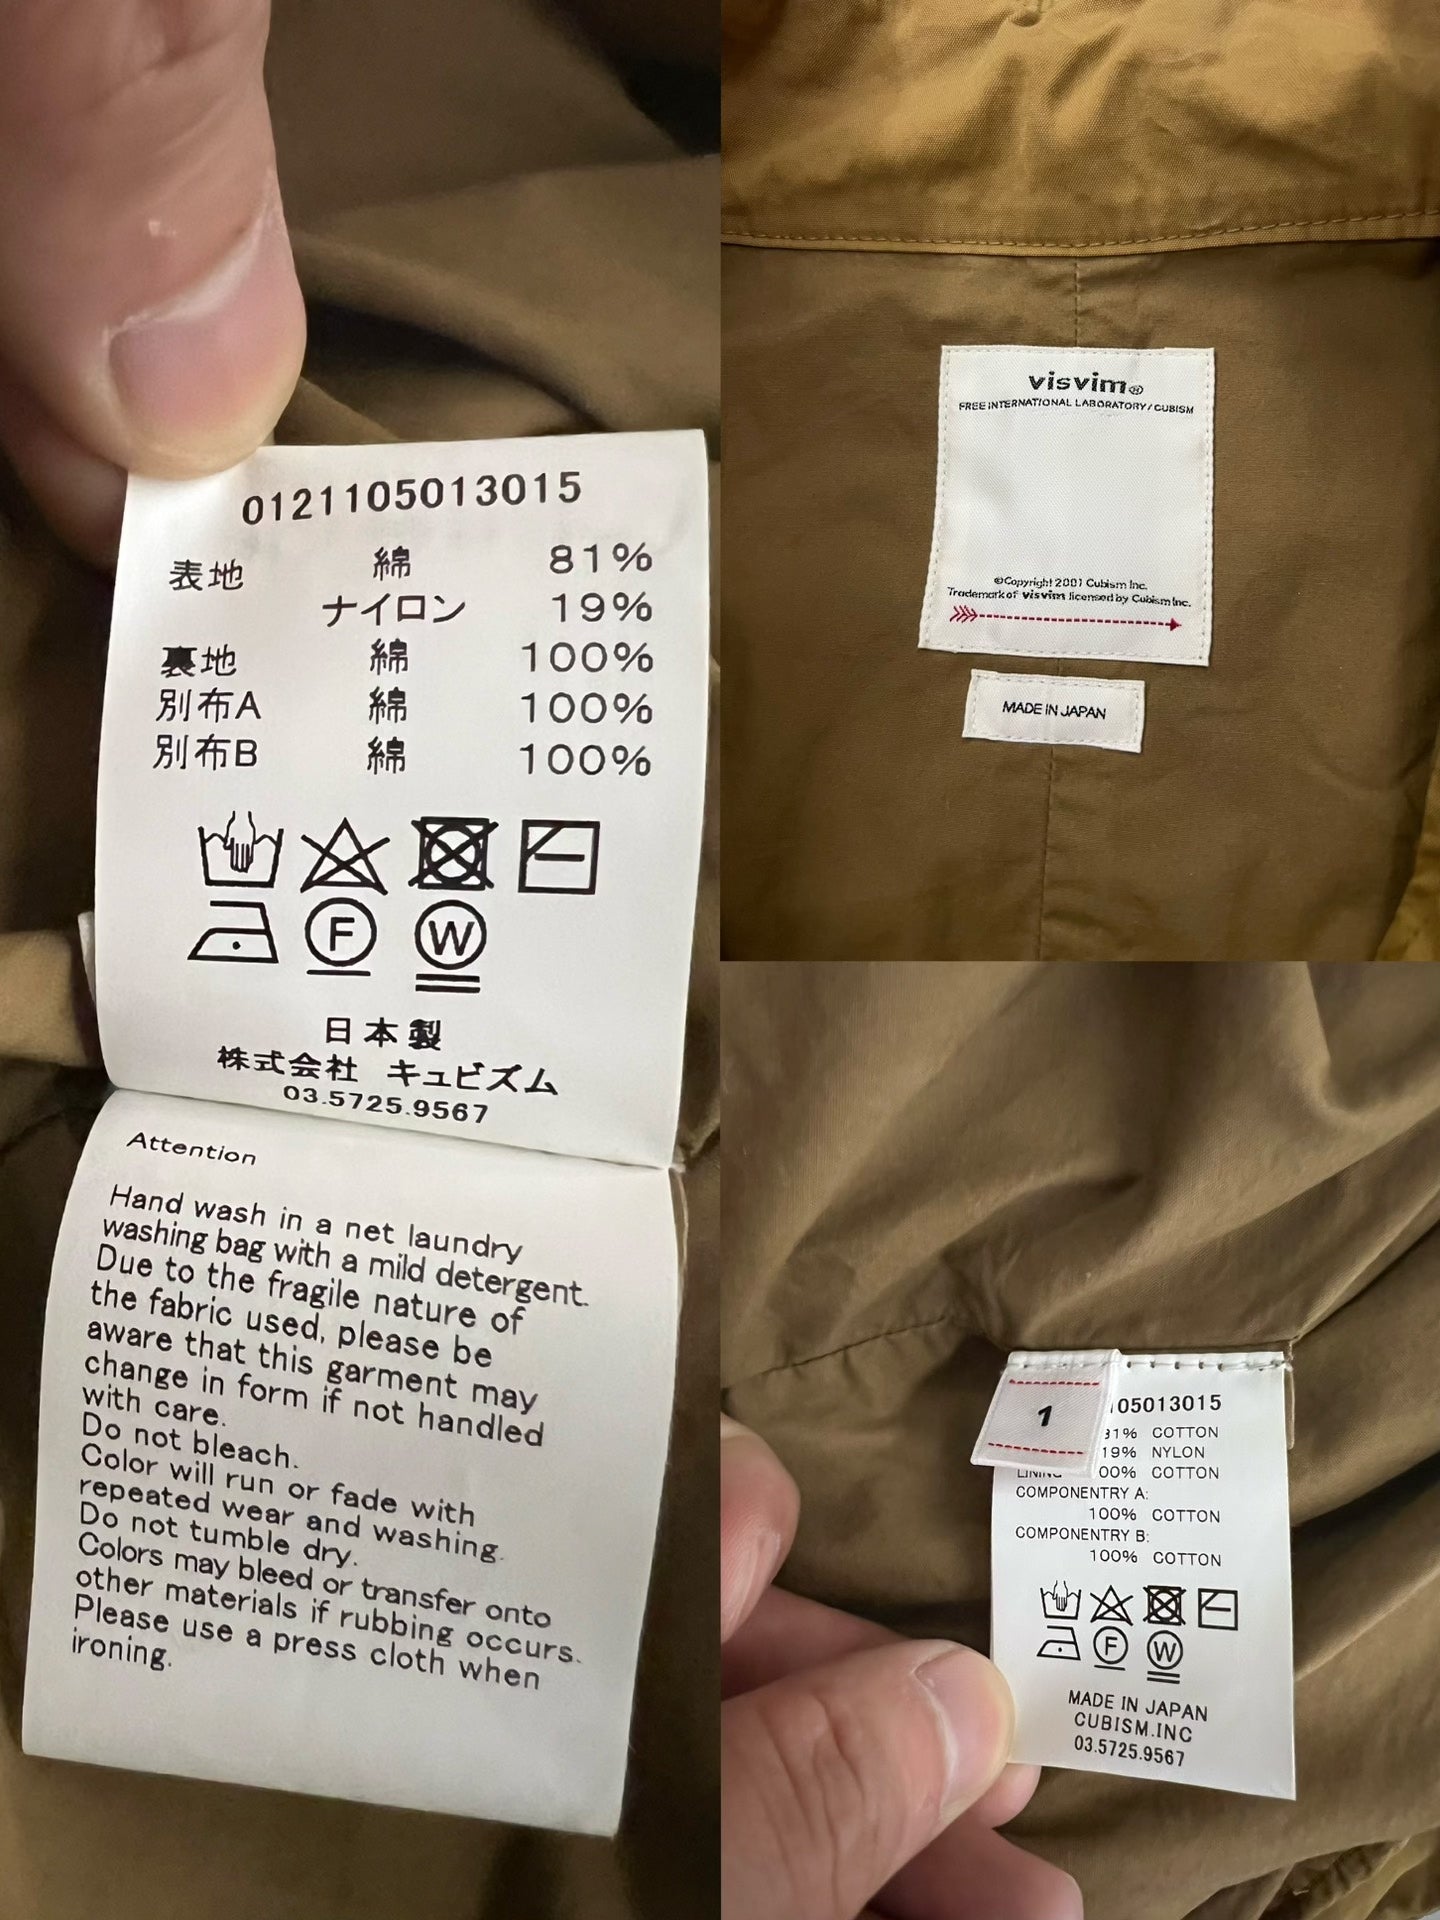 0121105013015
表地 綿 81%
ナイロン 19%
裏地 綿 100%
別布A 綿 100%
別布B 綿 100%
F W
日本製
株式会社 キュビズム
03.5725.9567
Attention
Hand wash in a net laundry
washing bag with a mild detergent.
Due to the fragile nature of
the fabric used, please be
aware that this garment may
change in form if not handled
with care.
Do not bleach.
Color will run or fade with
repeated wear and washing.
Do not tumble dry.
Colors may bleed or transfer onto
other materials if rubbing occurs.
Please use a press cloth when
ironing.
visvim®
FREE INTERNATIONAL LABORATORY/CUBISM
©Copyright 2001 Cubism Inc.
Trademark of visvim licensed by Cubism Inc.
MADE IN JAPAN
1
105013015
81% COTTON
19% NYLON
LINING 00% COTTON
COMPONENTRY A:
100% COTTON
COMPONENTRY B:
100% COTTON
F W
MADE IN JAPAN
CUBISM.INC
03.5725.9567